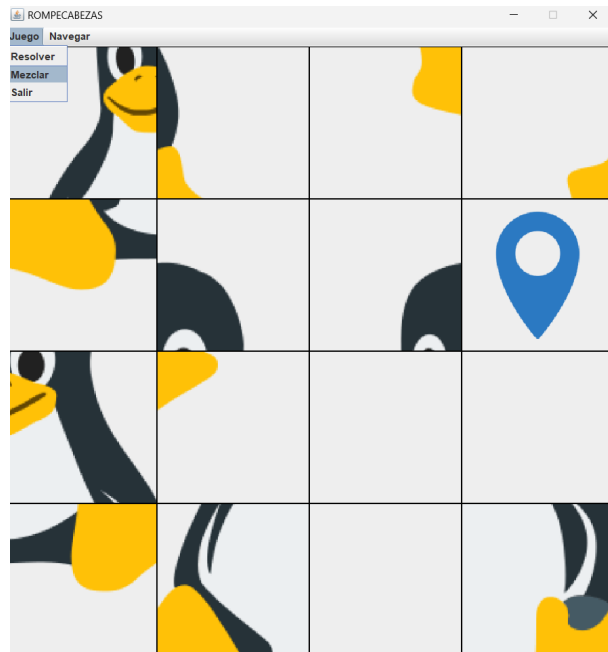 ROMPECABEZAS
Juego Navegar
Resolver
Mezclar
Salir